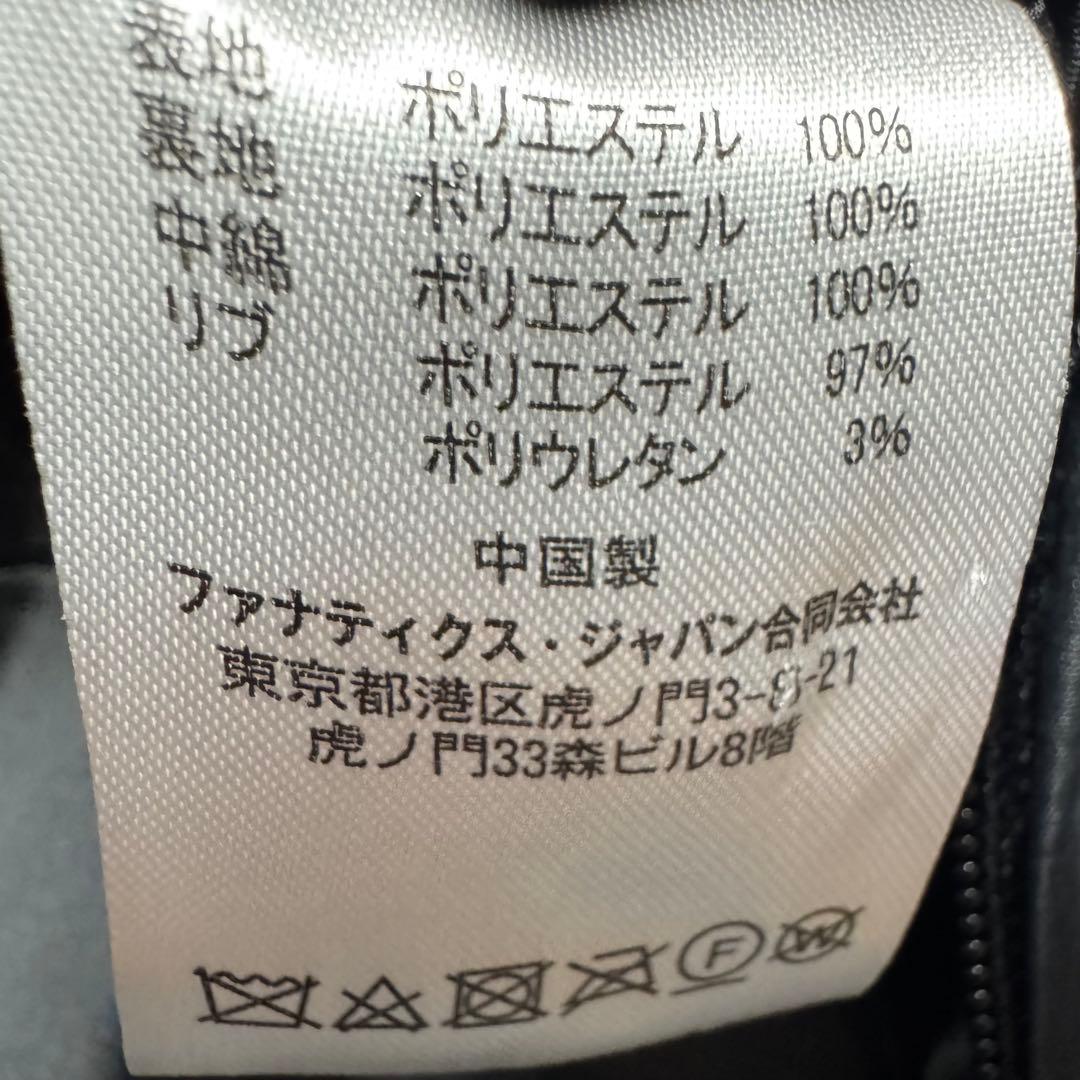 表地 ポリエステル 100%
裏地 ポリエステル 100%
中綿 ポリエステル 100%
リブ ポリエステル 97%
ポリウレタン 3%
中国製
ファナティクス・ジャパン合同会社
東京都港区虎ノ門3-8-21
虎ノ門33森ビル8階
F
W